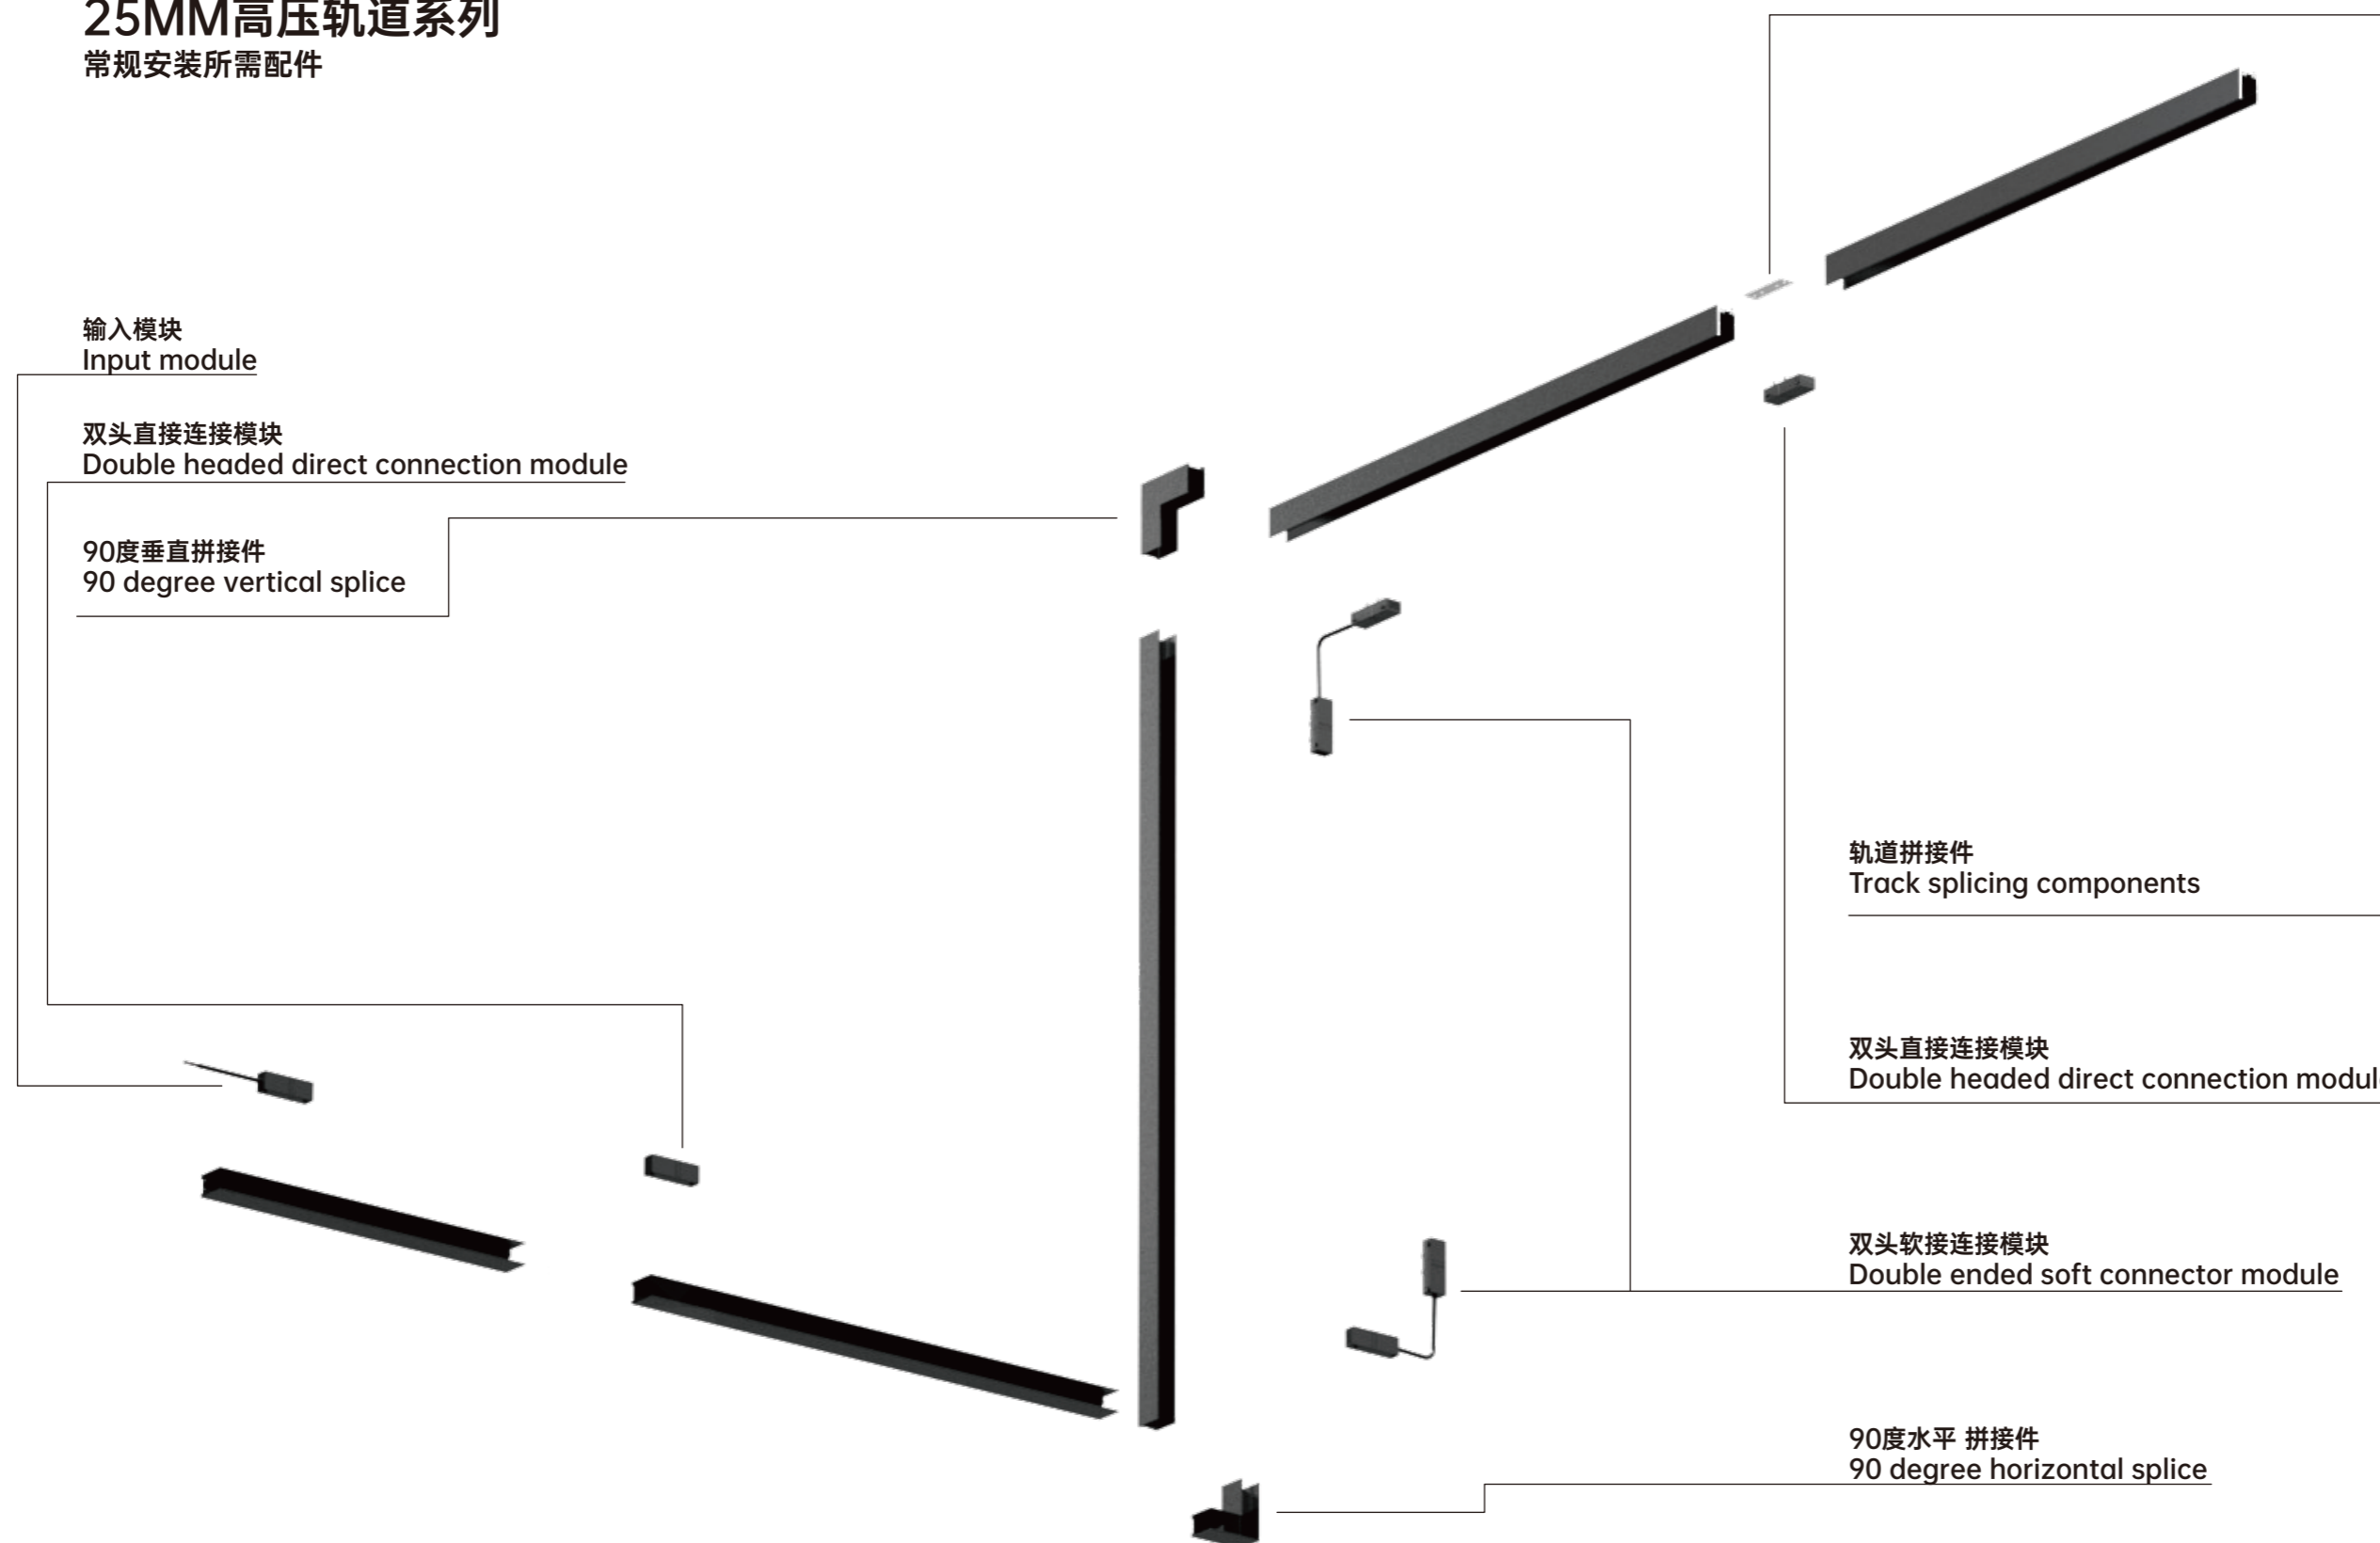 25MM高压轨道系列
常规安装所需配件
输入模块
Input module
双头直接连接模块
Double headed direct connection module
90度垂直拼接件
90 degree vertical splice
轨道拼接件
Track splicing components
双头直接连接模块
Double headed direct connection modul
双头软接连接模块
Double ended soft connector module
90度水平 拼接件
90 degree horizontal splice